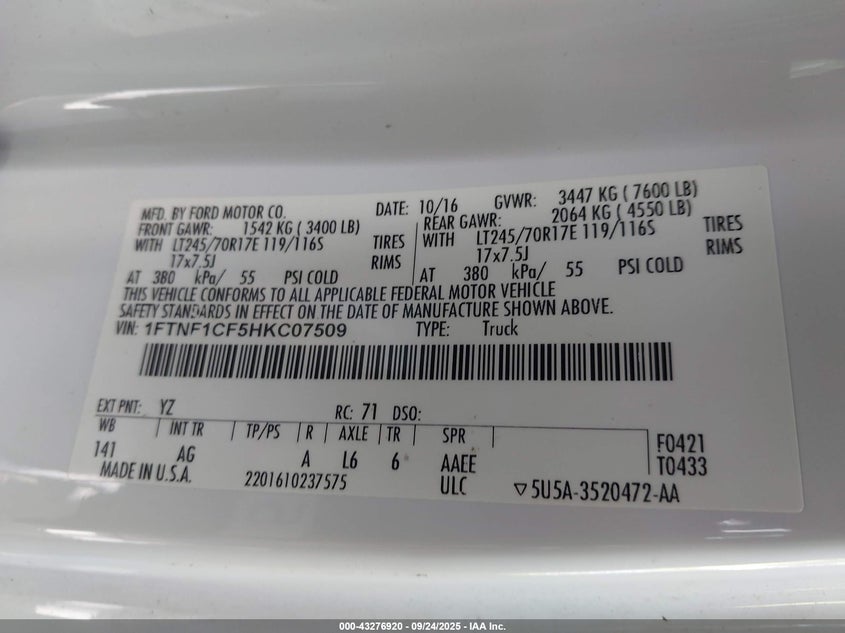 MFD. BY FORD MOTOR CO. DATE: 10/16 GVWR: 3447 KG ( 7600 LB)
FRONT GAWR: 1542 KG ( 3400 LB) REAR GAWR: 2064 KG ( 4550 LB)
WITH LT245/70R17E 119/116S TIRES WITH LT245/70R17E 119/116S TIRES
17x7.5J RIMS 17x7.5J RIMS
AT 380 kPa/ 55 PSI COLD AT 380 kPa/ 55 PSI COLD
THIS VEHICLE CONFORMS TO ALL APPLICABLE FEDERAL MOTOR VEHICLE
SAFETY STANDARDS IN EFFECT ON THE DATE OF MANUFACTURE SHOWN ABOVE.
VIN: 1FTNF1CF5HKC07509 TYPE: Truck
EXT PNT: YZ RC: 71 DSO:
WB INT TR TP/PS R AXLE TR SPR F0421
141 AG A L6 6 AAEE T0433
MADE IN U.S.A. 2201610237575 ULC ▽5U5A-3520472-AA
000-43276920 - 09/24/2025 - IAA Inc.